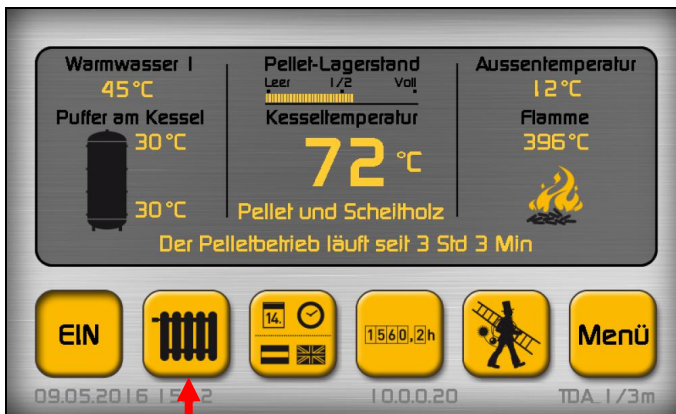 Warmwasser 1
45°C
Puffer am Kessel
30°C
30°C
Pellet-Lagerstand
Leer 1/2 Voll
Kesseltemperatur
72 °C
Pellet und Scheitholz
Aussentemperatur
12°C
Flamme
396°C
Der Pelletbetrieb läuft seit 3 Std 3 Min
EIN
14.
1560,2h
Menü
09.05.2016
10.0.0.20
TDA_1/3m